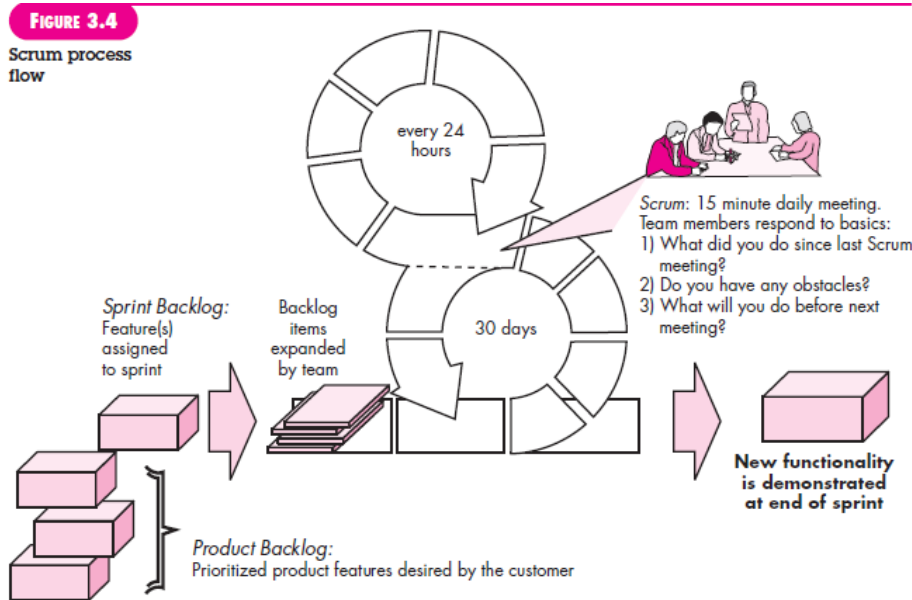 FIGURE 3.4
Scrum process
flow
every 24
hours
Scrum: 15 minute daily meeting.
Team members respond to basics:
1) What did you do since last Scrum
meeting?
2) Do you have any obstacles?
3) What will you do before next
meeting?
Sprint Backlog:
Feature(s)
assigned
to sprint
Backlog
items
expanded
by team
30 days
New functionality
is demonstrated
at end of sprint
Product Backlog:
Prioritized product features desired by the customer